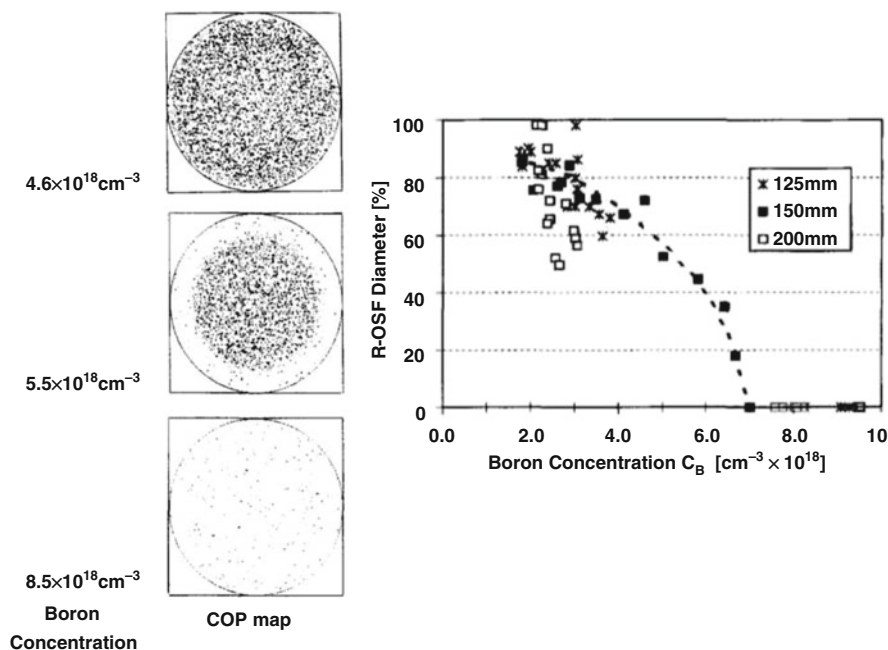 4.6×10¹⁸cm⁻³
5.5×10¹⁸cm⁻³
8.5×10¹⁸cm⁻³
Boron
Concentration
COP map
100
80
60
40
20
0
R-OSF Diameter [%]
0.0 2.0 4.0 6.0 8.0 10.
Boron Concentration C_B [cm⁻³ × 10¹⁸]
125mm
150mm
200mm